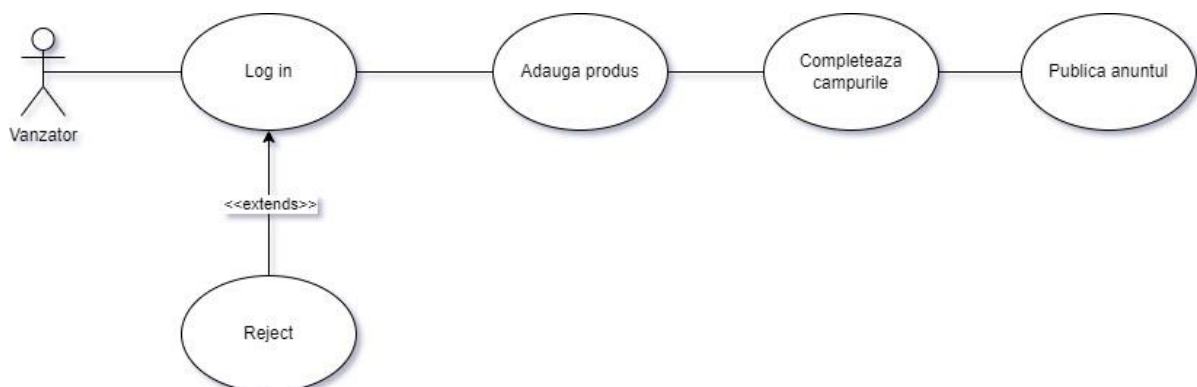 Log in
Adauga produs
Completeaza
campurile
Publica anuntul
Vanzator
<<extends>>
Reject